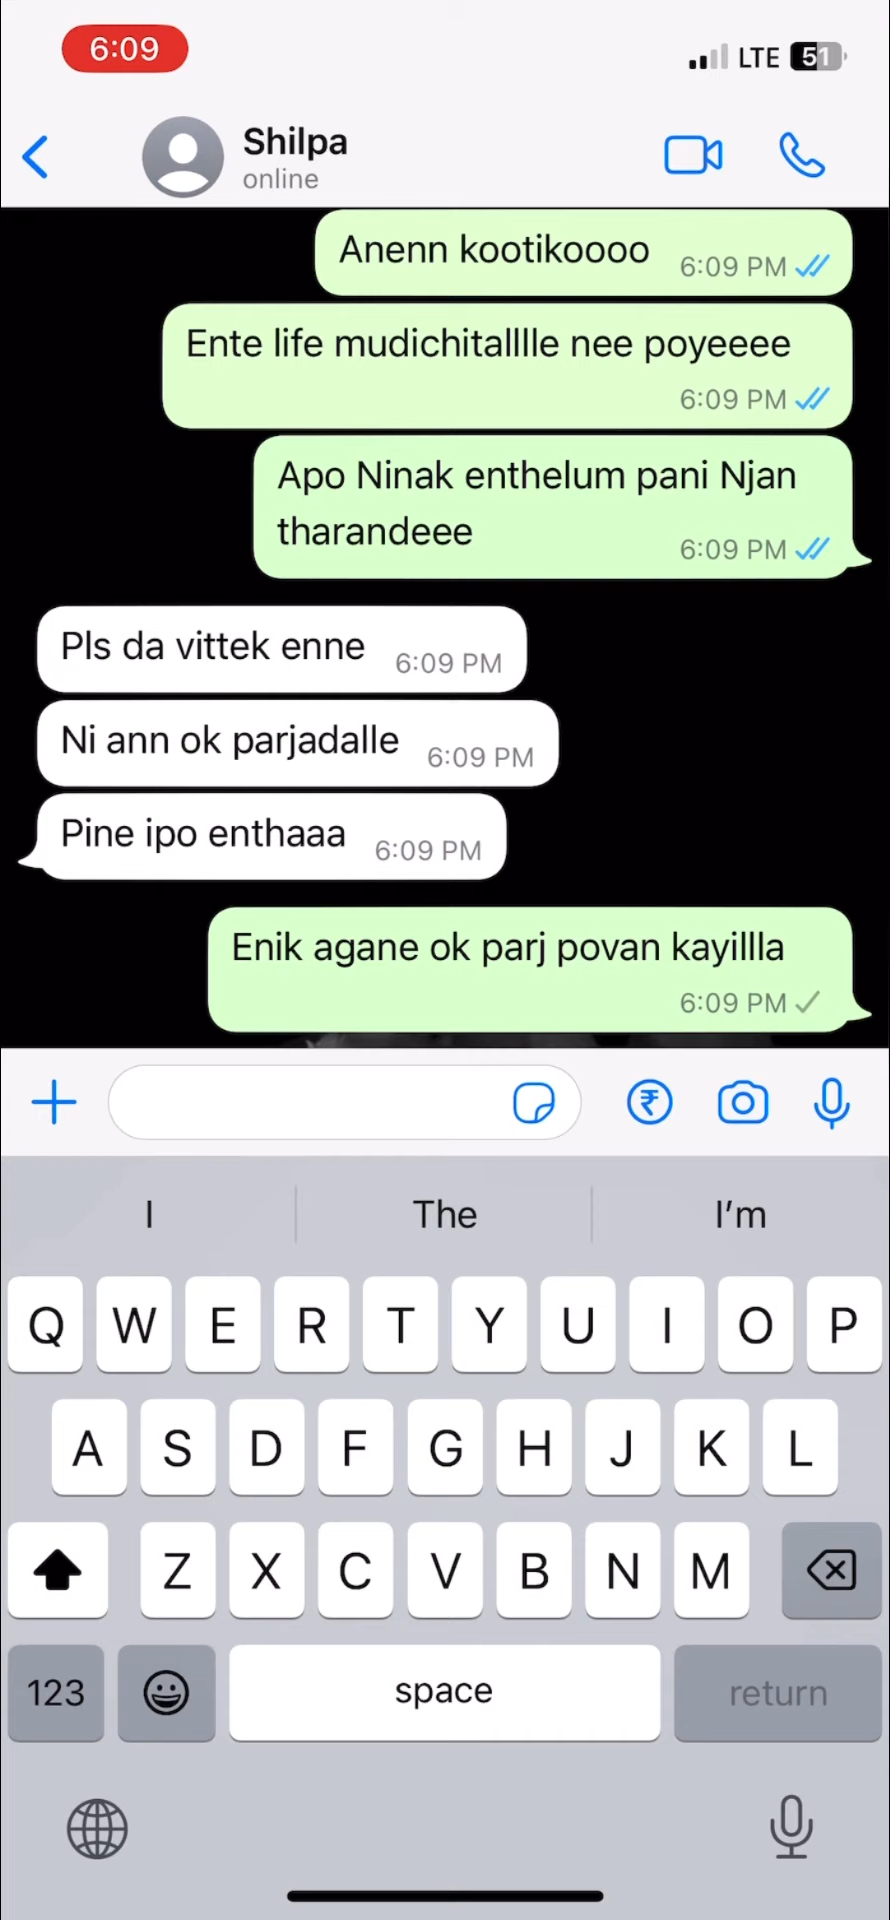 6:09
LTE 51
Shilpa
online
Anenn kootikoooo 6:09 PM
Ente life mudichitalllle nee poyeeee
6:09 PM
Apo Ninak enthelum pani Njan
tharandeee 6:09 PM
Pls da vittek enne 6:09 PM
Ni ann ok parjadalle 6:09 PM
Pine ipo enthaaa 6:09 PM
Enik agane ok parj povan kayillla
6:09 PM
₹
I The I'm
Q W E R T Y U I O P
A S D F G H J K L
Z X C V B N M
123 space return